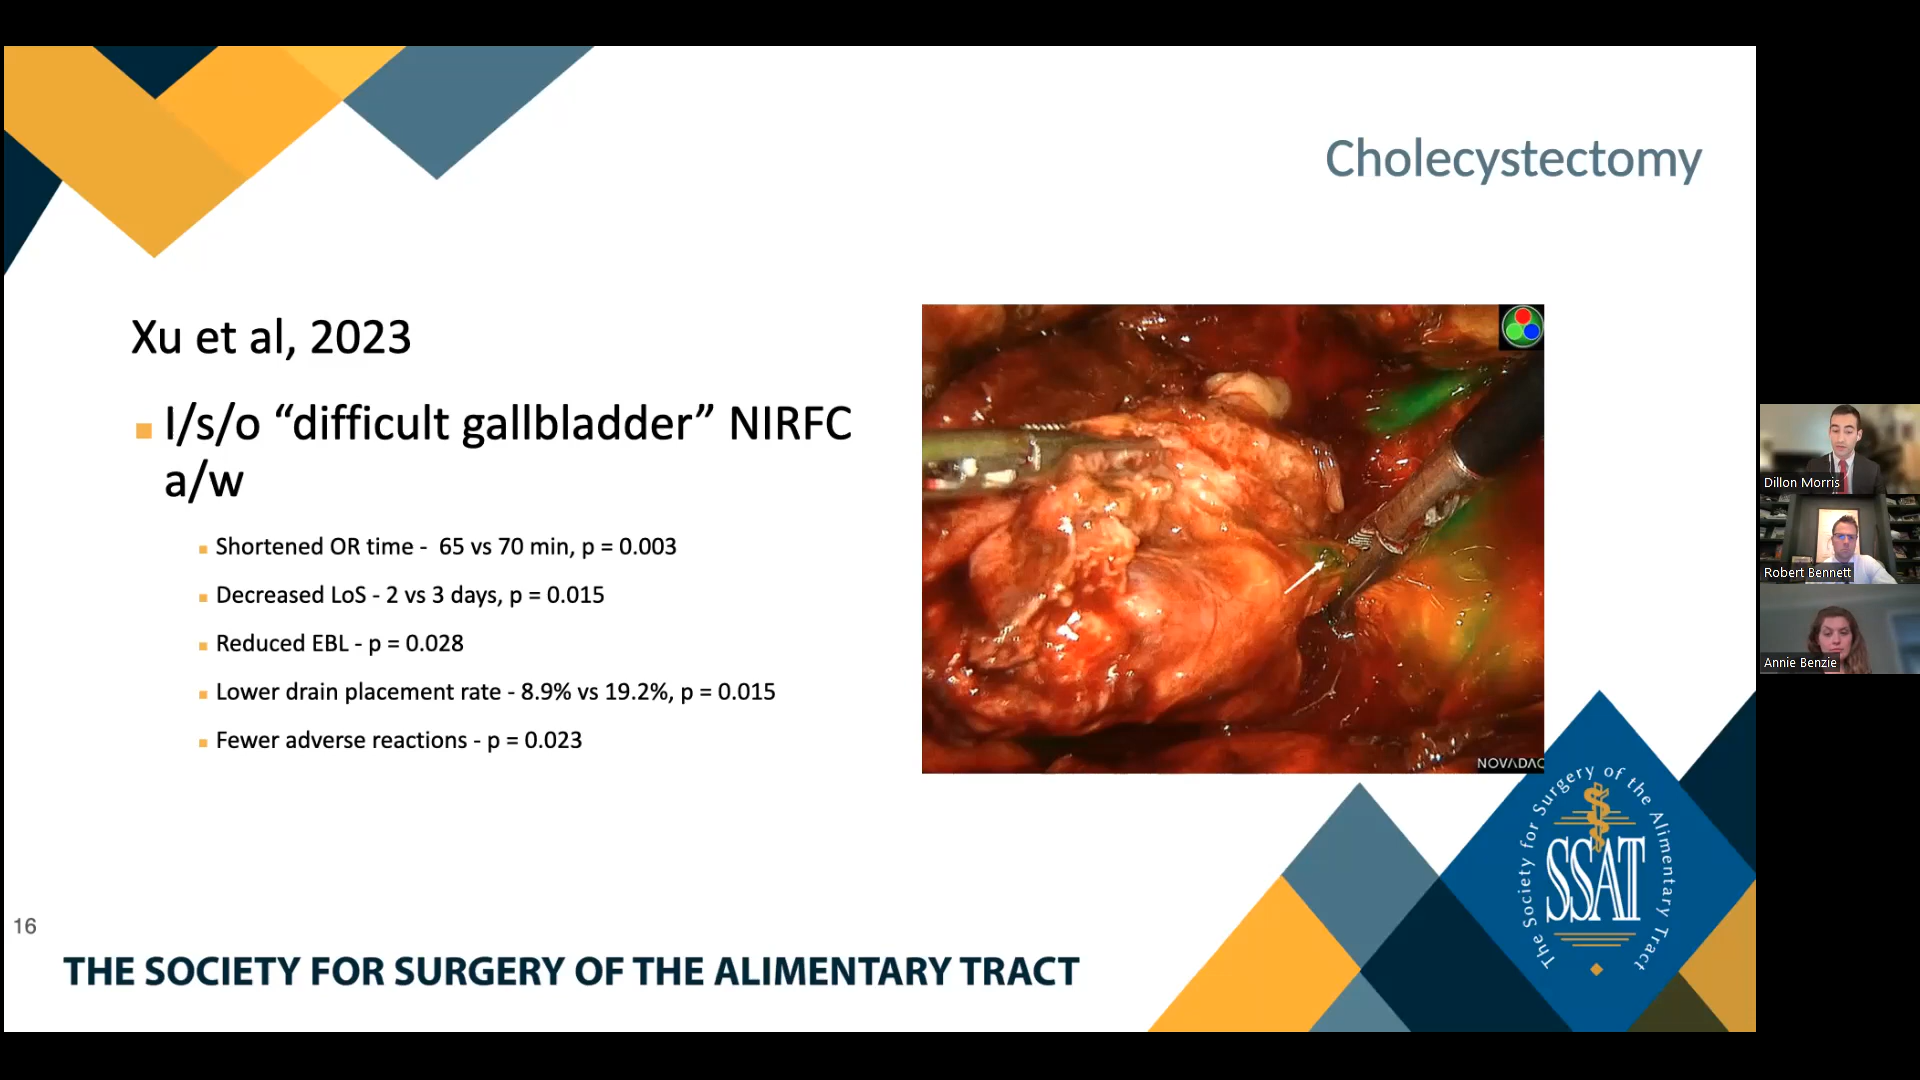 Cholecystectomy
Xu et al, 2023
I/s/o “difficult gallbladder” NIRFC
a/w
Shortened OR time - 65 vs 70 min, p = 0.003
Decreased LoS - 2 vs 3 days, p = 0.015
Reduced EBL - p = 0.028
Lower drain placement rate - 8.9% vs 19.2%, p = 0.015
Fewer adverse reactions - p = 0.023
NOVADAQ
Dillon Morris
Robert Bennett
Annie Benzie
The Society for Surgery of the Alimentary Tract
SSAT
16
THE SOCIETY FOR SURGERY OF THE ALIMENTARY TRACT